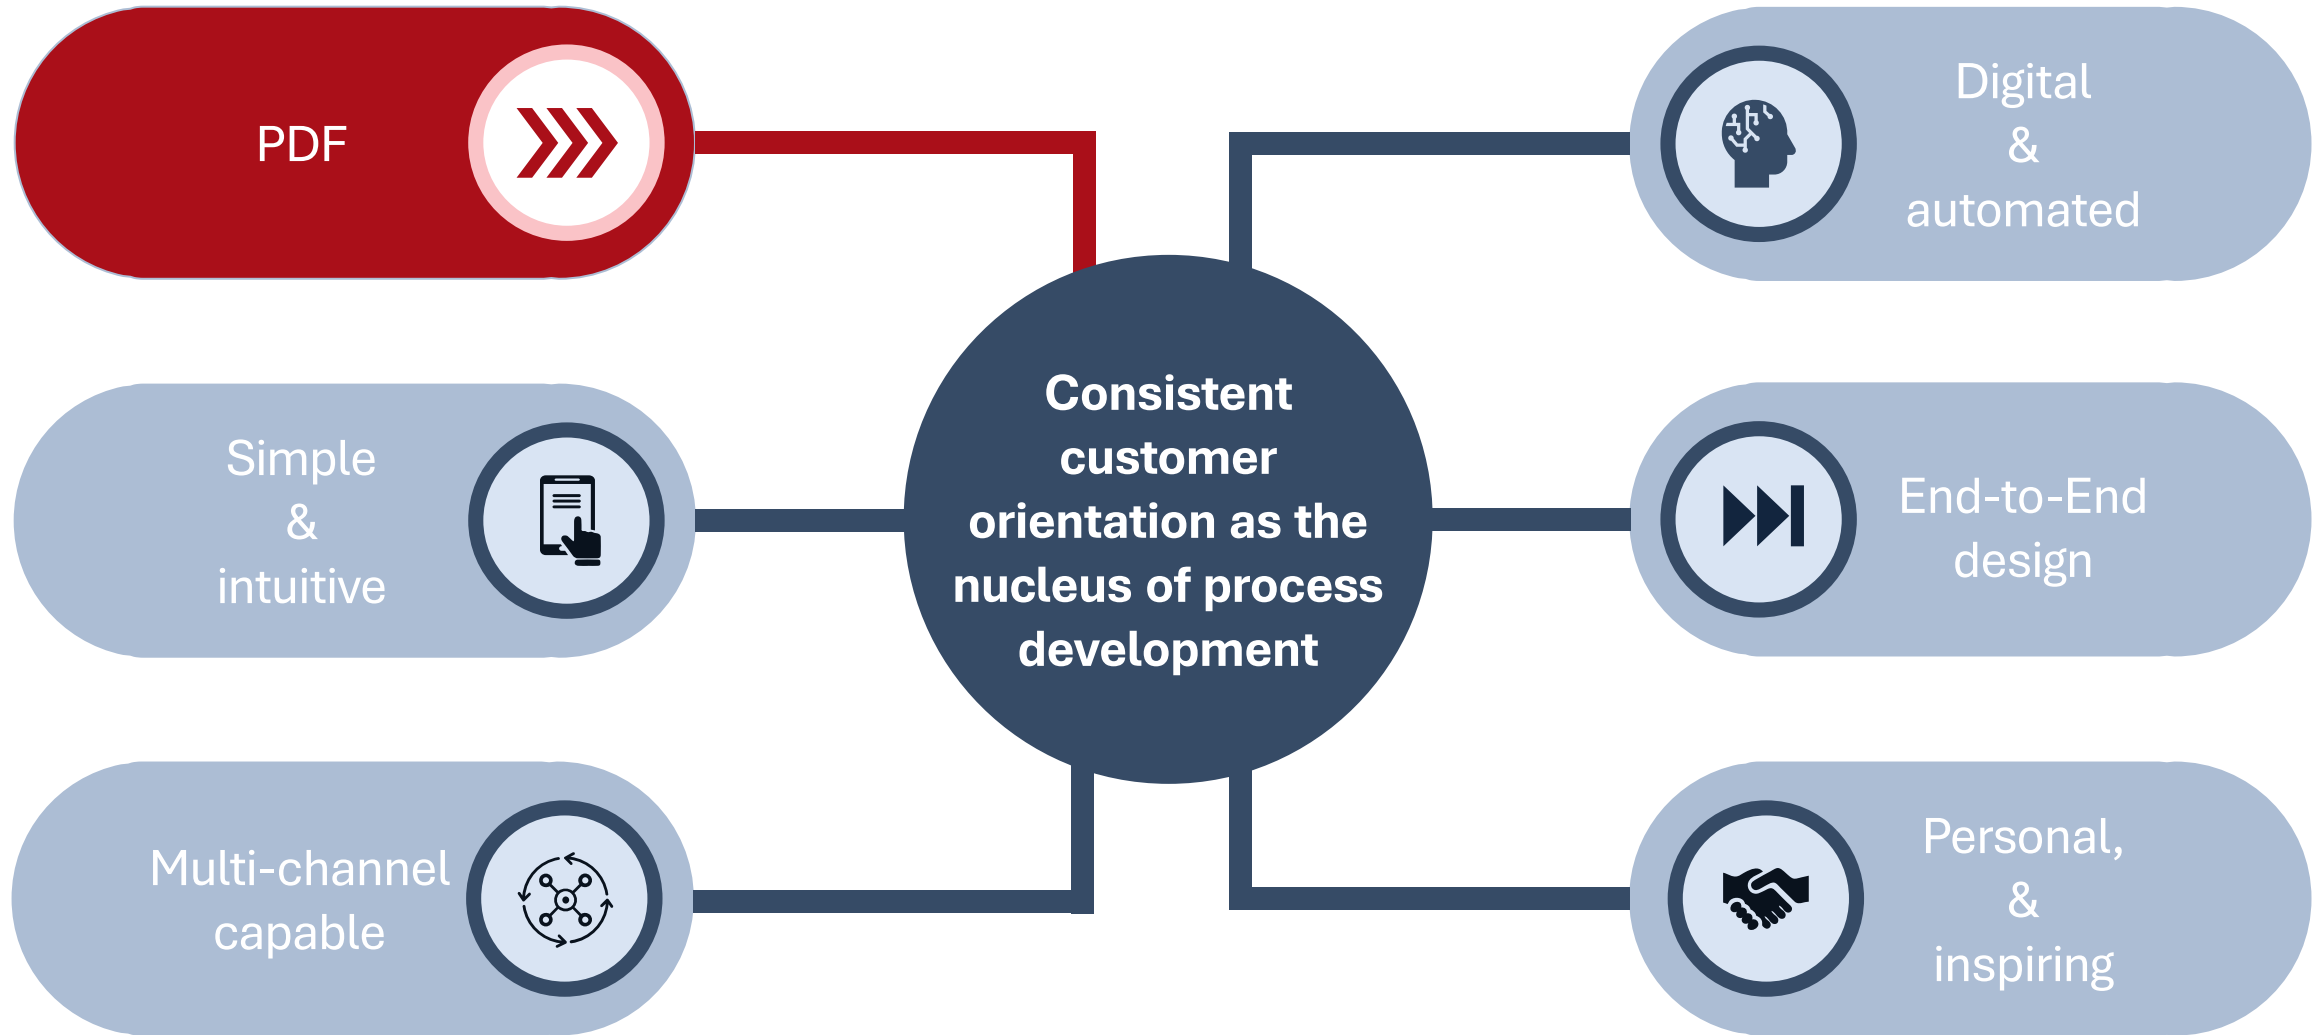 PDF
Simple
&
intuitive
Multi-channel
capable
Consistent
customer
orientation as the
nucleus of process
development
Digital
&
automated
End-to-End
design
Personal,
&
inspiring